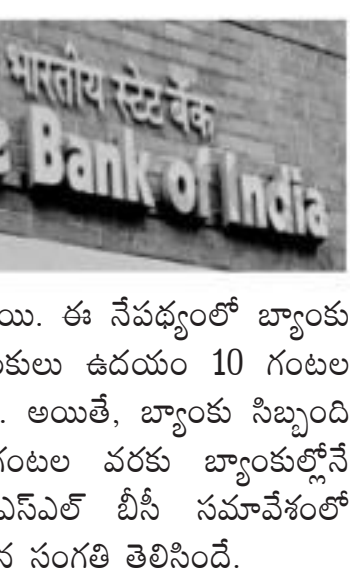 भारतीय स्टेट बैंक
Bank of India
యి. ఈ నేపథ్యంలో బ్యాంకు
కులు ఉదయం 10 గంటల
. అయితే, బ్యాంకు సిబ్బంది
గంటల వరకు బ్యాంకుల్లోనే
ఎస్ఎల్ బీసీ సమావేశంలో
న సంగతి తెలిసిందే.